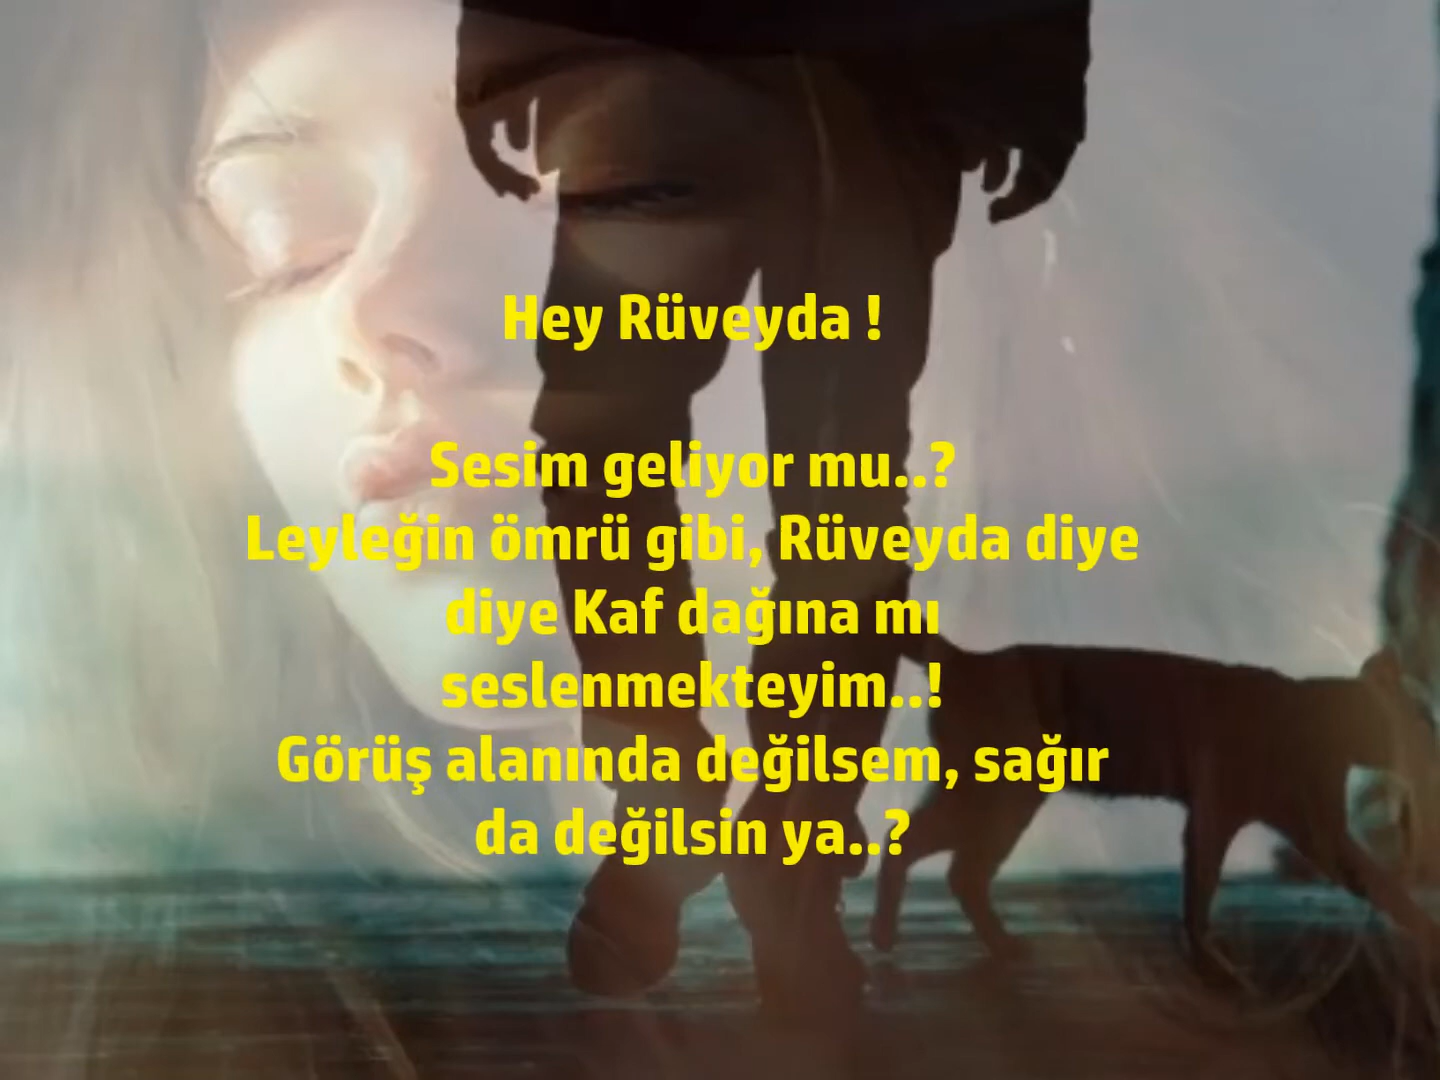 Hey Rüveyda !
Sesim geliyor mu..?
Leyleğin ömrü gibi, Rüveyda diye
diye Kaf dağına mı
seslenmekteyim..!
Görüş alanında değilsem, sağır
da değilsin ya..?